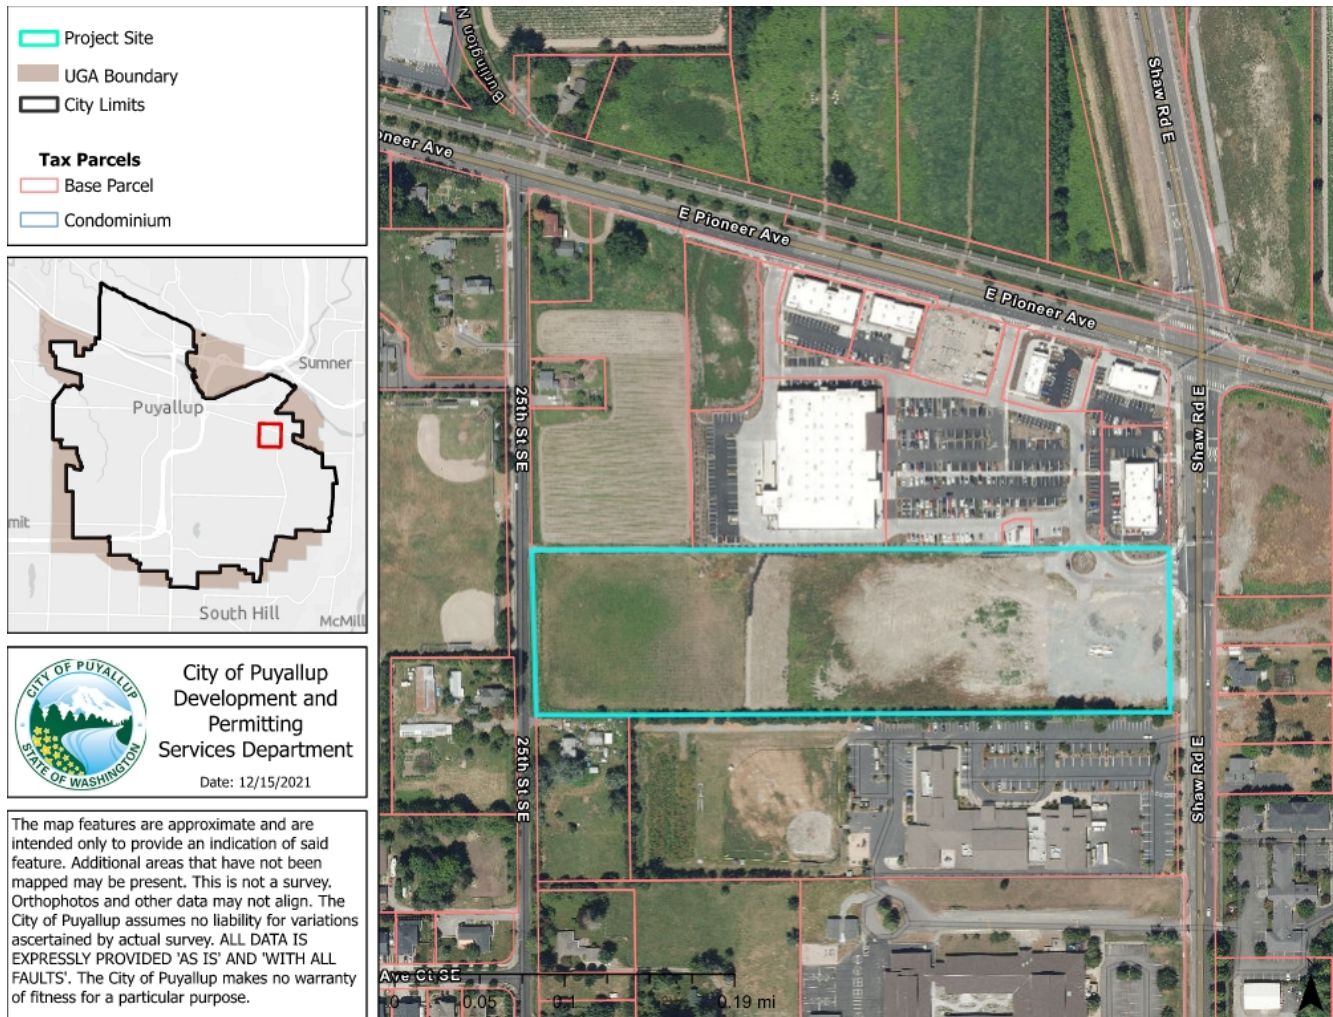 Project Site
UGA Boundary
City Limits
Tax Parcels
Base Parcel
Condominium
Sumner
Puyallup
mit
South Hill
McMill
CITY OF PUYALLUP
STATE OF WASHINGTON
City of Puyallup
Development and
Permitting
Services Department
Date: 12/15/2021
The map features are approximate and are
intended only to provide an indication of said
feature. Additional areas that have not been
mapped may be present. This is not a survey.
Orthophotos and other data may not align. The
City of Puyallup assumes no liability for variations
ascertained by actual survey. ALL DATA IS
EXPRESSLY PROVIDED 'AS IS' AND 'WITH ALL
FAULTS'. The City of Puyallup makes no warranty
of fitness for a particular purpose.
Burlington N
Shaw Rd E
oneer Ave
E Pioneer Ave
E Pioneer Ave
25th St SE
Shaw Rd E
25th St SE
Shaw Rd E
Ave Ct SE
0 0.05 0.1 0.19 mi